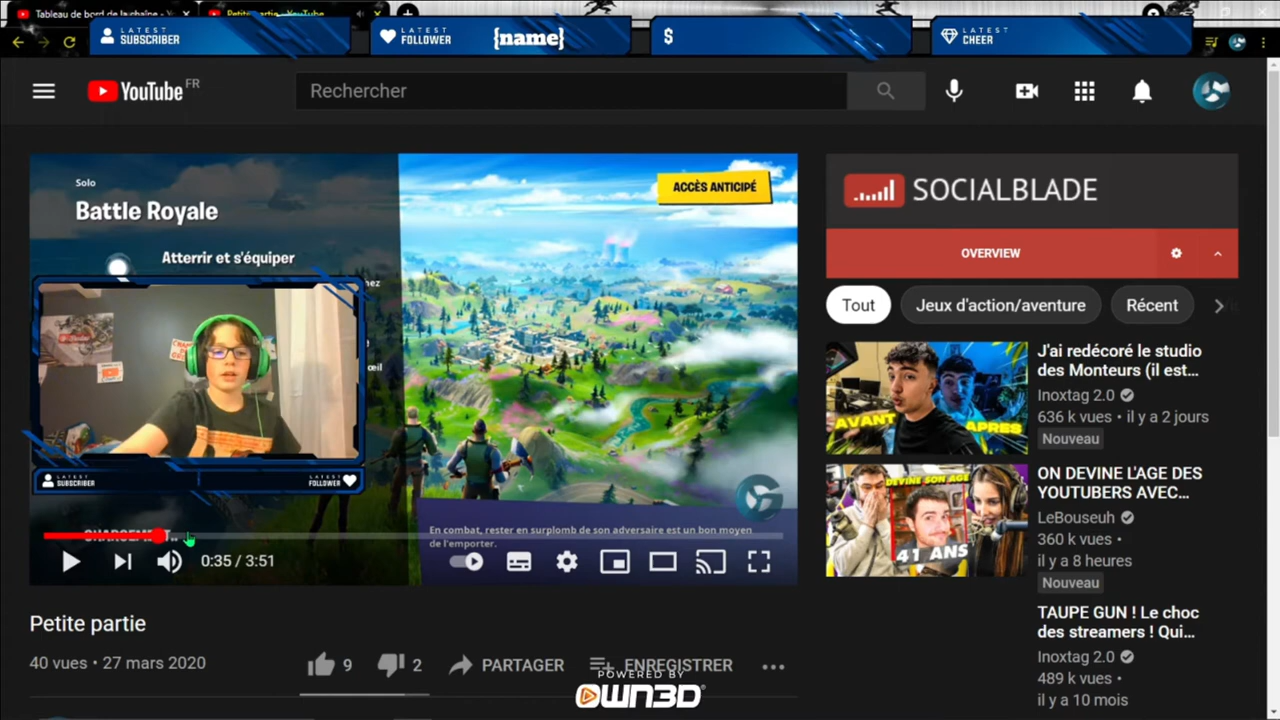 Tableau de bord de la chaîne - Y
Petite partie - YouTube
LATEST
SUBSCRIBER
LATEST
FOLLOWER
{name}
$
LATEST
CHEER
YouTube FR
Rechercher
Solo
Battle Royale
Atterrir et s'équiper
ACCÈS ANTICIPÉ
LATEST
SUBSCRIBER
LATEST
FOLLOWER
En combat, rester en surplomb de son adversaire est un bon moyen
de l'emporter.
0:35 / 3:51
Petite partie
40 vues • 27 mars 2020
9
2
PARTAGER
ENREGISTRER
POWERED BY
OWN3D
SOCIALBLADE
OVERVIEW
Tout
Jeux d'action/aventure
Récent
AVANT
APRES
J'ai redécoré le studio
des Monteurs (il est...
Inoxtag 2.0
636 k vues • il y a 2 jours
Nouveau
DEVINE SON AGE
41 ANS
ON DEVINE L'AGE DES
YOUTUBERS AVEC...
LeBouseuh
360 k vues •
il y a 8 heures
Nouveau
TAUPE GUN ! Le choc
des streamers ! Qui...
Inoxtag 2.0
489 k vues •
il y a 10 mois